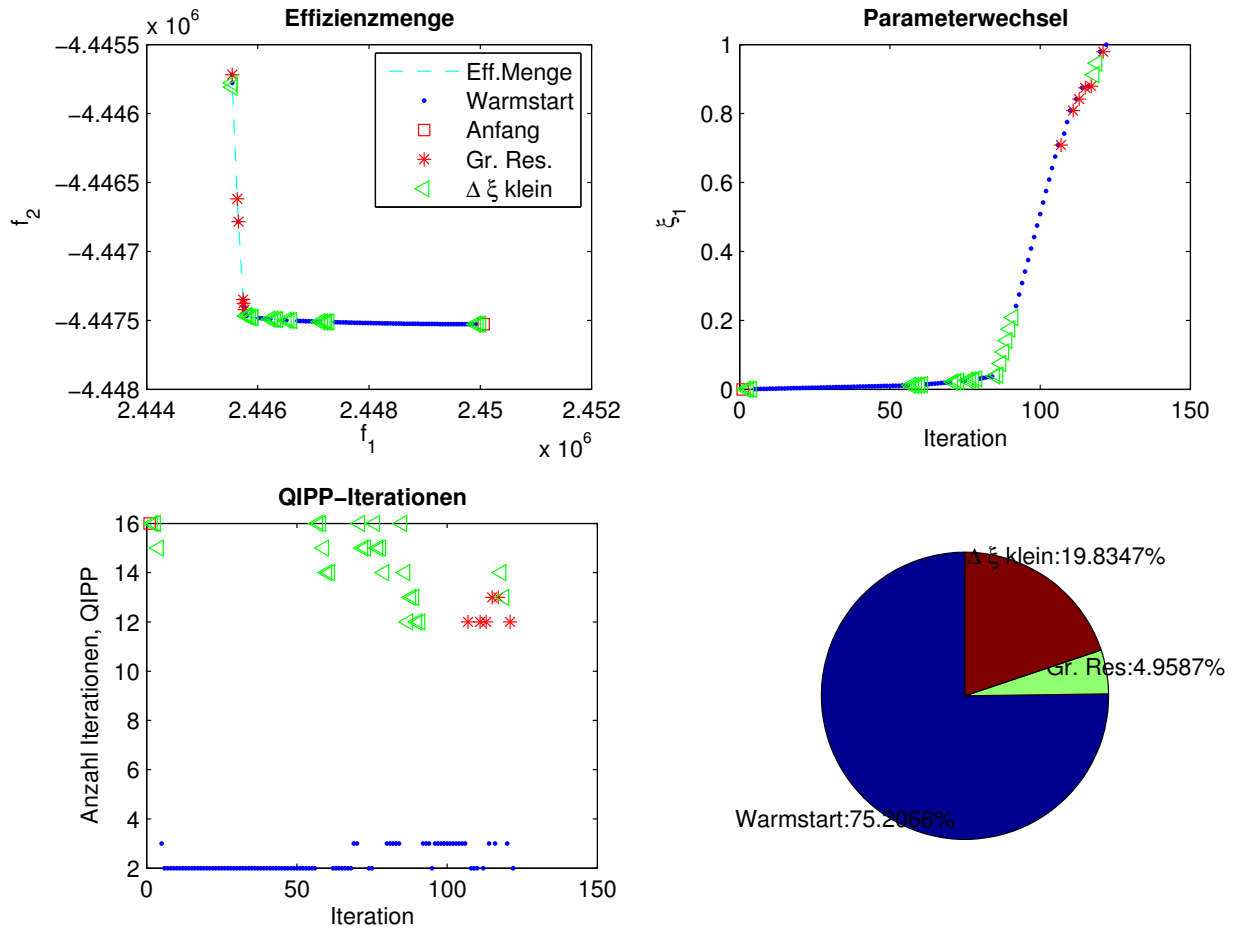 Effizienzmenge
x 10^6
−4.4455
−4.446
−4.4465
−4.447
−4.4475
−4.448
f_2
2.444
2.446
2.448
2.45
2.452
f_1
x 10^6
Eff.Menge
Warmstart
Anfang
Gr. Res.
Δ ξ klein
Parameterwechsel
1
0.8
0.6
0.4
0.2
0
ξ_1
0
50
100
150
Iteration
QIPP−Iterationen
16
14
12
10
8
6
4
2
Anzahl Iterationen, QIPP
0
50
100
150
Iteration
Δ ξ klein:19.8347%
Gr. Res:4.9587%
Warmstart:75.2066%